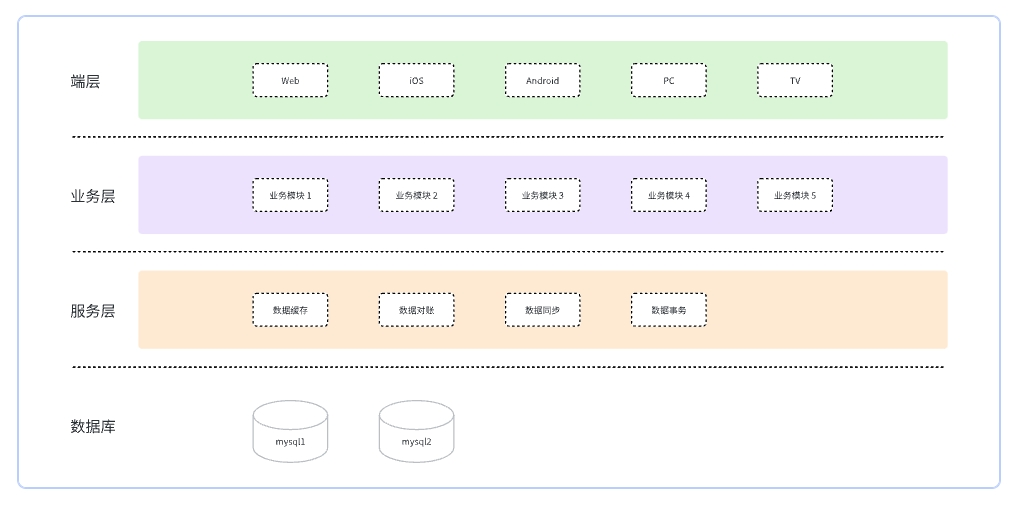 端层
Web
iOS
Android
PC
TV
业务层
业务模块 1
业务模块 2
业务模块 3
业务模块 4
业务模块 5
服务层
数据缓存
数据对账
数据同步
数据事务
数据库
mysql1
mysql2